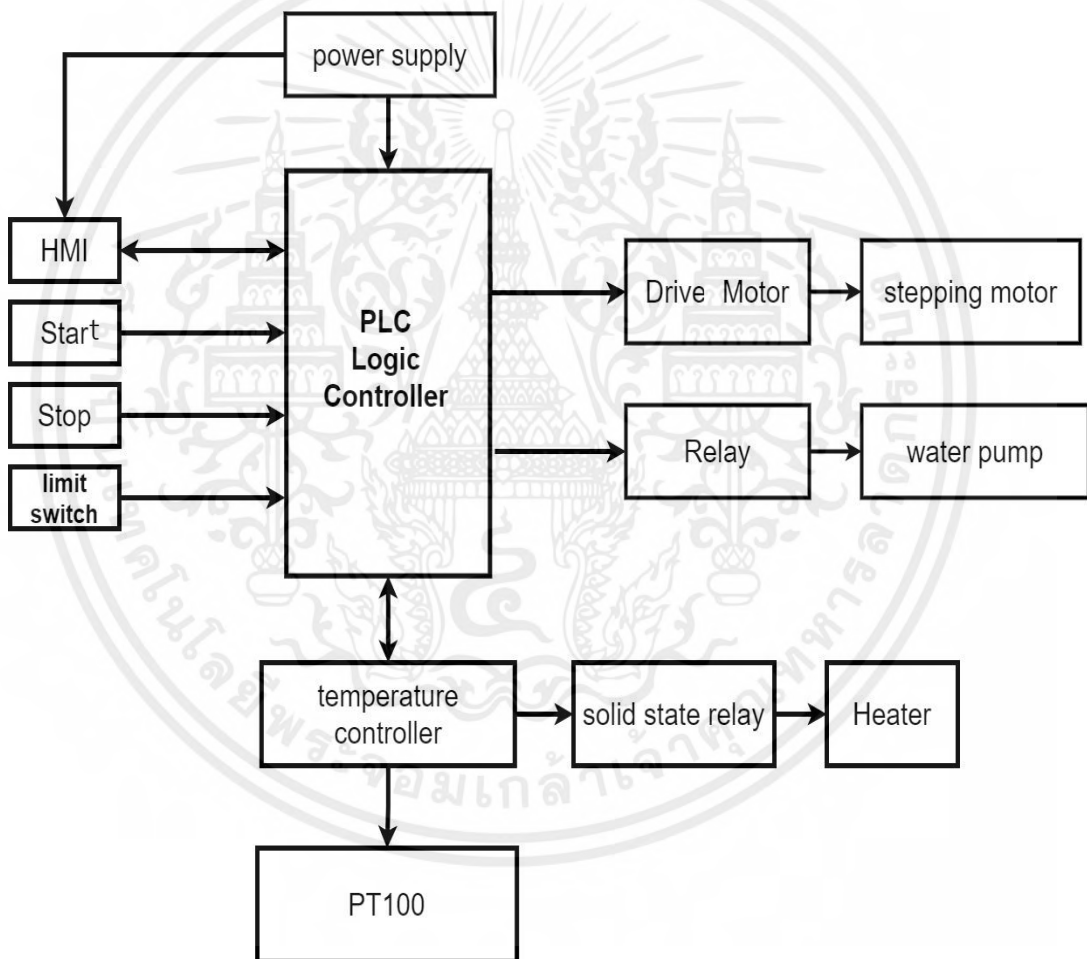 power supply
HMI
Start
Stop
limit
switch
PLC
Logic
Controller
Drive Motor
stepping motor
Relay
water pump
temperature
controller
solid state relay
Heater
PT100